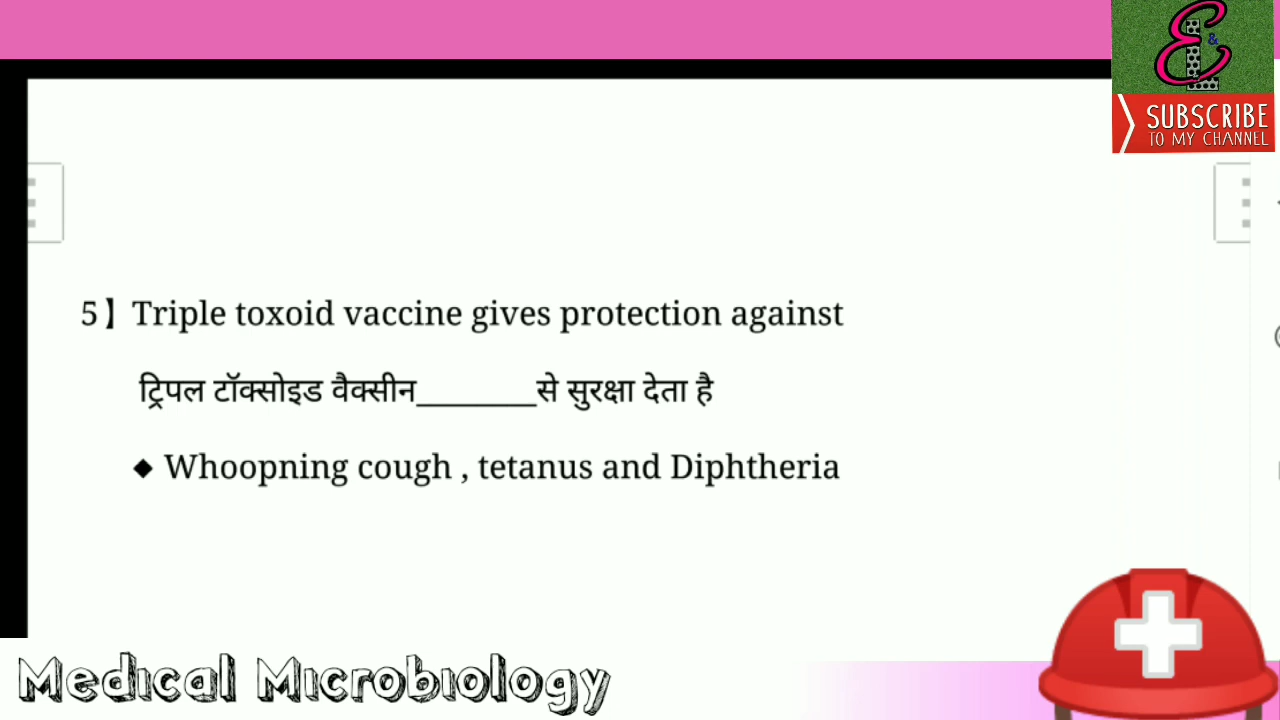 SUBSCRIBE
TO MY CHANNEL
5】Triple toxoid vaccine gives protection against
ट्रिपल टॉक्सोइड वैक्सीन________से सुरक्षा देता है
◆ Whoopning cough , tetanus and Diphtheria
Medical Microbiology